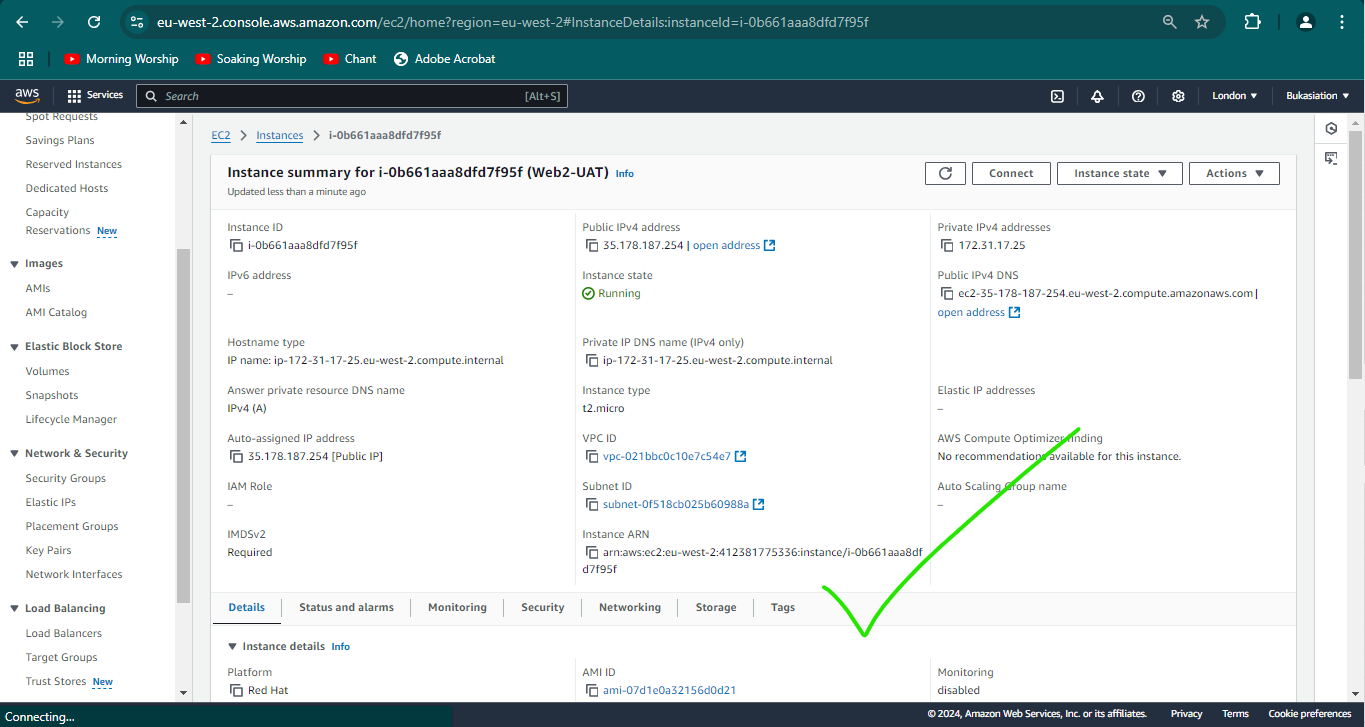 eu-west-2.console.aws.amazon.com/ec2/home?region=eu-west-2#InstanceDetails:instanceId=i-0b661aaa8dfd7f95f
Morning Worship Soaking Worship Chant Adobe Acrobat
aws Services Search [Alt+S] London Bukasiation
Spot Requests
Savings Plans
Reserved Instances
Dedicated Hosts
Capacity
Reservations New
Images
AMIs
AMI Catalog
Elastic Block Store
Volumes
Snapshots
Lifecycle Manager
Network & Security
Security Groups
Elastic IPs
Placement Groups
Key Pairs
Network Interfaces
Load Balancing
Load Balancers
Target Groups
Trust Stores New
EC2 Instances i-0b661aaa8dfd7f95f
Instance summary for i-0b661aaa8dfd7f95f (Web2-UAT) Info
Updated less than a minute ago
Connect Instance state Actions
Instance ID
i-0b661aaa8dfd7f95f
Public IPv4 address
35.178.187.254 | open address
Private IPv4 addresses
172.31.17.25
IPv6 address
–
Instance state
Running
Public IPv4 DNS
ec2-35-178-187-254.eu-west-2.compute.amazonaws.com |
open address
Hostname type
IP name: ip-172-31-17-25.eu-west-2.compute.internal
Private IP DNS name (IPv4 only)
ip-172-31-17-25.eu-west-2.compute.internal
Answer private resource DNS name
IPv4 (A)
Instance type
t2.micro
Elastic IP addresses
–
Auto-assigned IP address
35.178.187.254 [Public IP]
VPC ID
vpc-021bbc0c10e7c54e7
AWS Compute Optimizer finding
No recommendations available for this instance.
IAM Role
–
Subnet ID
subnet-0f518cb025b60988a
Auto Scaling Group name
–
IMDSv2
Required
Instance ARN
arn:aws:ec2:eu-west-2:412381775336:instance/i-0b661aaa8df
d7f95f
Details Status and alarms Monitoring Security Networking Storage Tags
Instance details Info
Platform
Red Hat
AMI ID
ami-07d1e0a32156d0d21
Monitoring
disabled
Connecting...
© 2024, Amazon Web Services, Inc. or its affiliates. Privacy Terms Cookie preferences